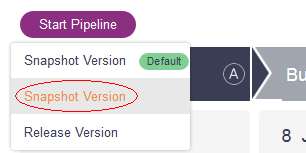 Start Pipeline
Snapshot Version Default
A
Bu
Snapshot Version
Release Version
8 J